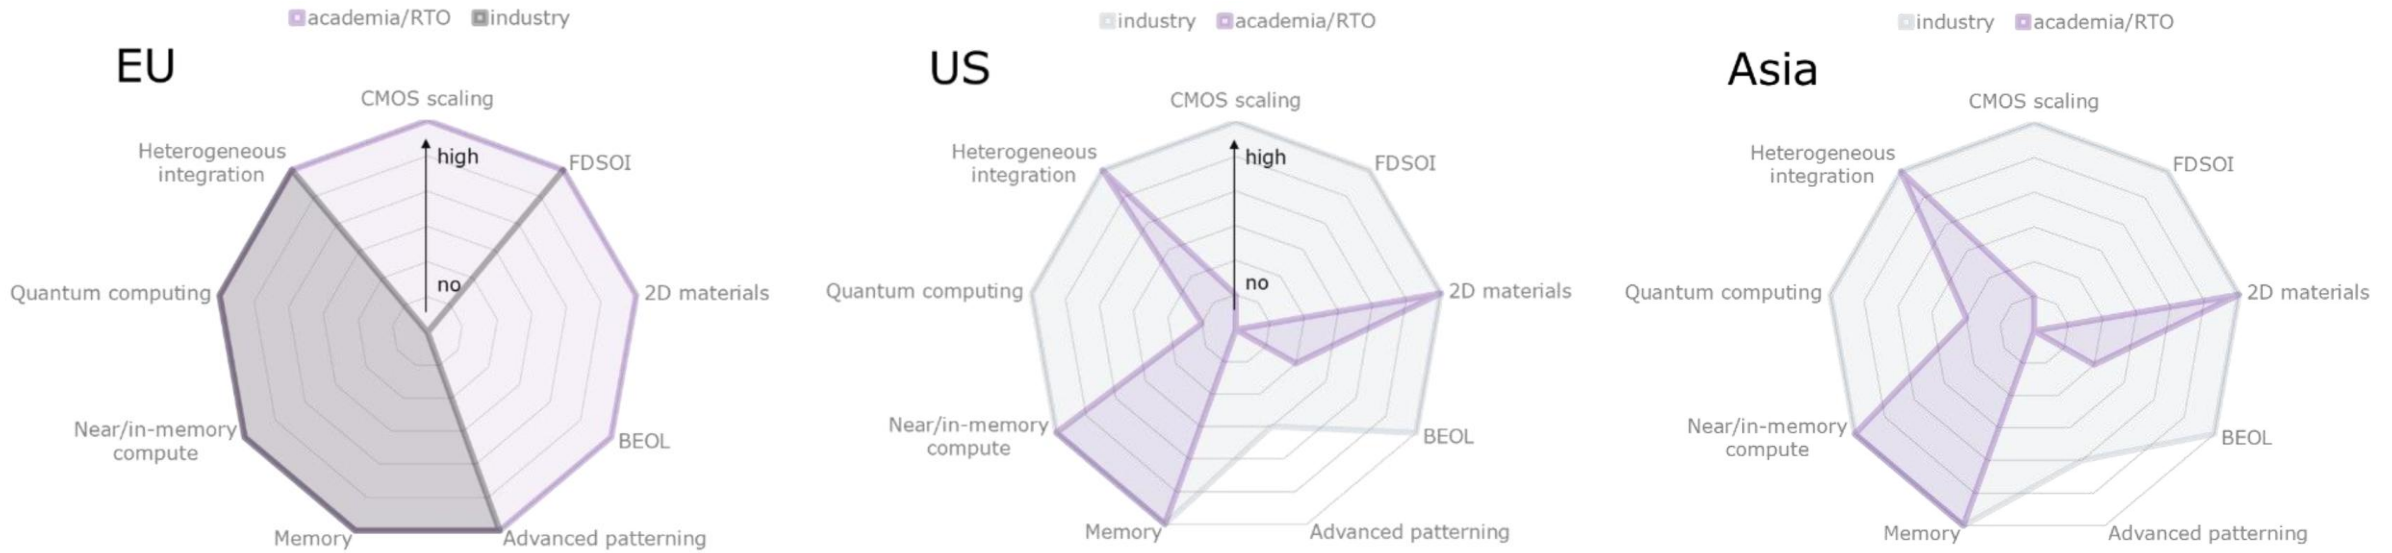 academia/RTO industry
EU
CMOS scaling
Heterogeneous
integration
high
FDSOI
Quantum computing
no
2D materials
Near/in-memory
compute
BEOL
Memory
Advanced patterning
industry academia/RTO
US
CMOS scaling
Heterogeneous
integration
high
FDSOI
Quantum computing
no
2D materials
Near/in-memory
compute
BEOL
Memory
Advanced patterning
industry academia/RTO
Asia
CMOS scaling
Heterogeneous
integration
FDSOI
Quantum computing
2D materials
Near/in-memory
compute
BEOL
Memory
Advanced patterning